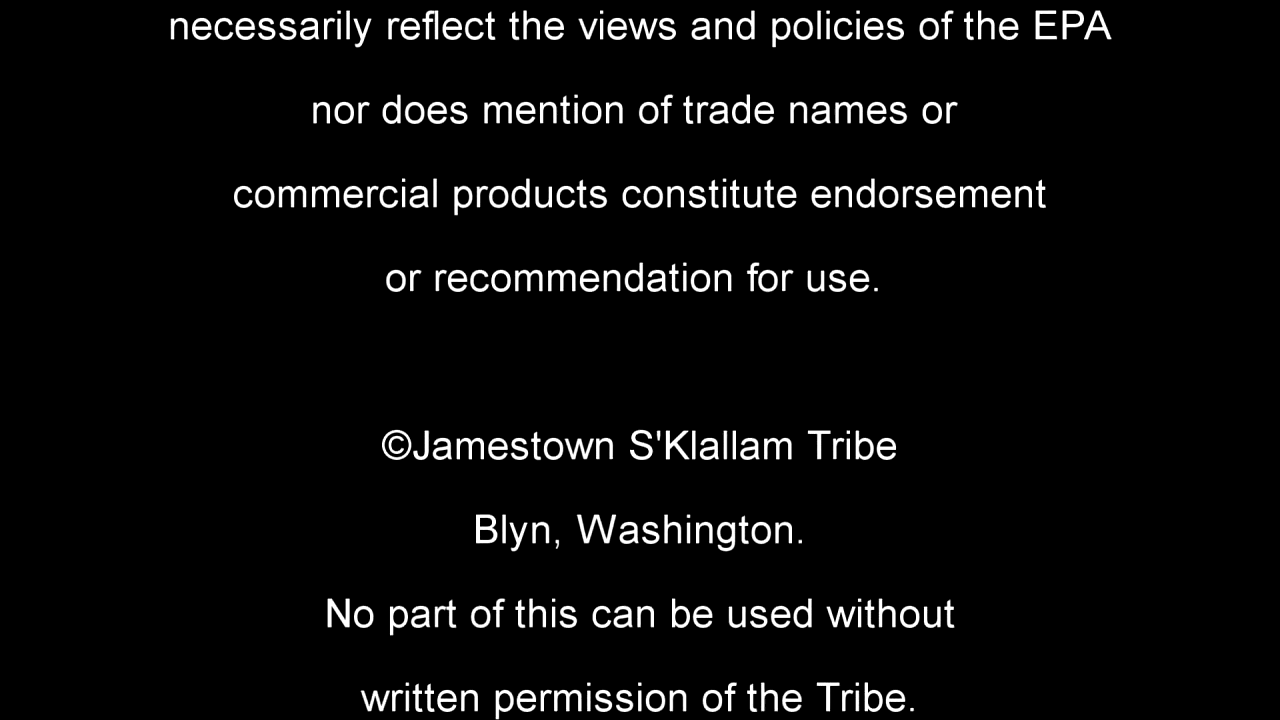 necessarily reflect the views and policies of the EPA
nor does mention of trade names or
commercial products constitute endorsement
or recommendation for use.
©Jamestown S'Klallam Tribe
Blyn, Washington.
No part of this can be used without
written permission of the Tribe.